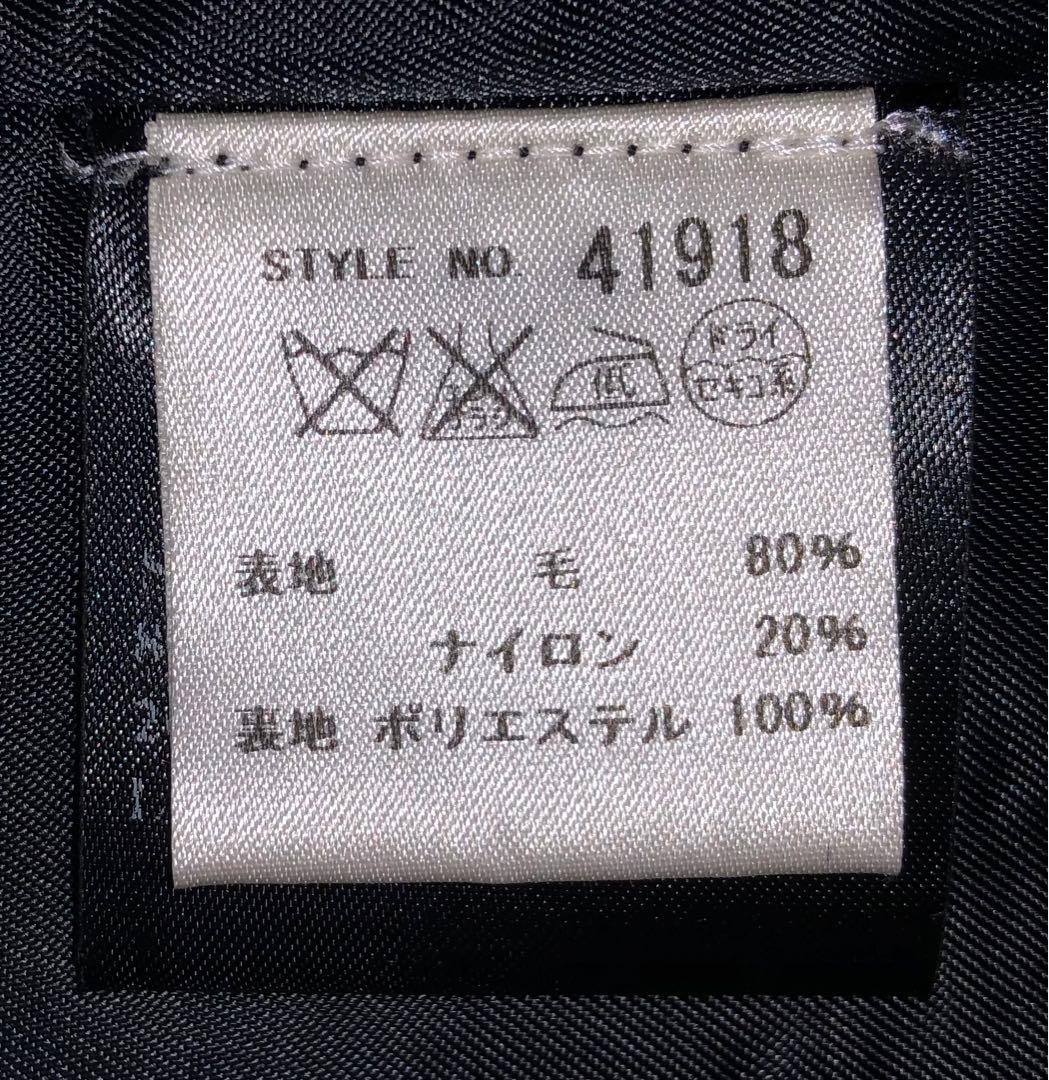 STYLE NO. 41918
低 ドライ
セキユ系
表地 毛 80%
ナイロン 20%
裏地 ポリエステル 100%